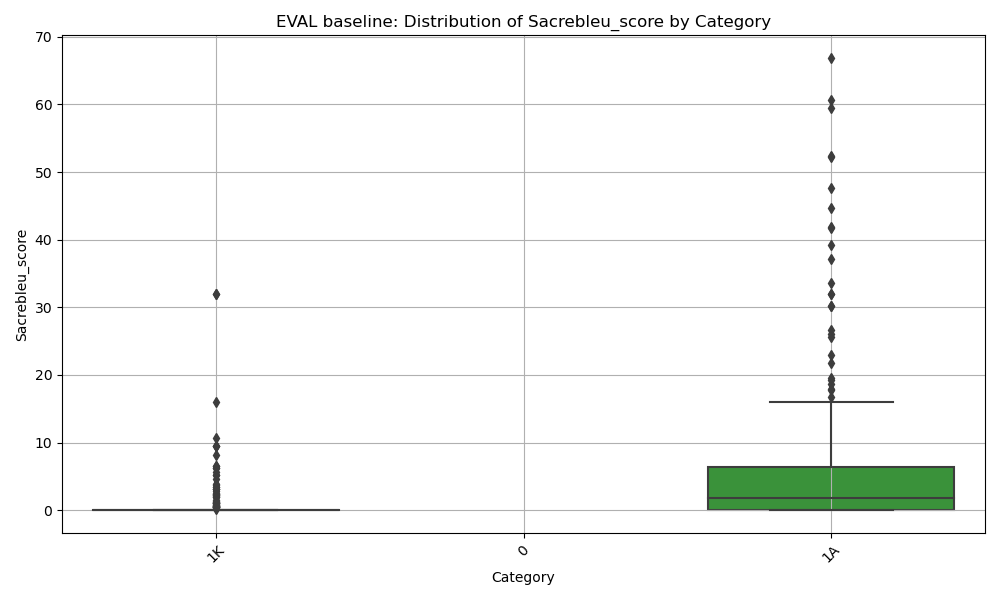 EVAL baseline: Distribution of Sacrebleu_score by Category
70
60
50
40
30
20
10
0
Sacrebleu_score
1K
0
1A
Category